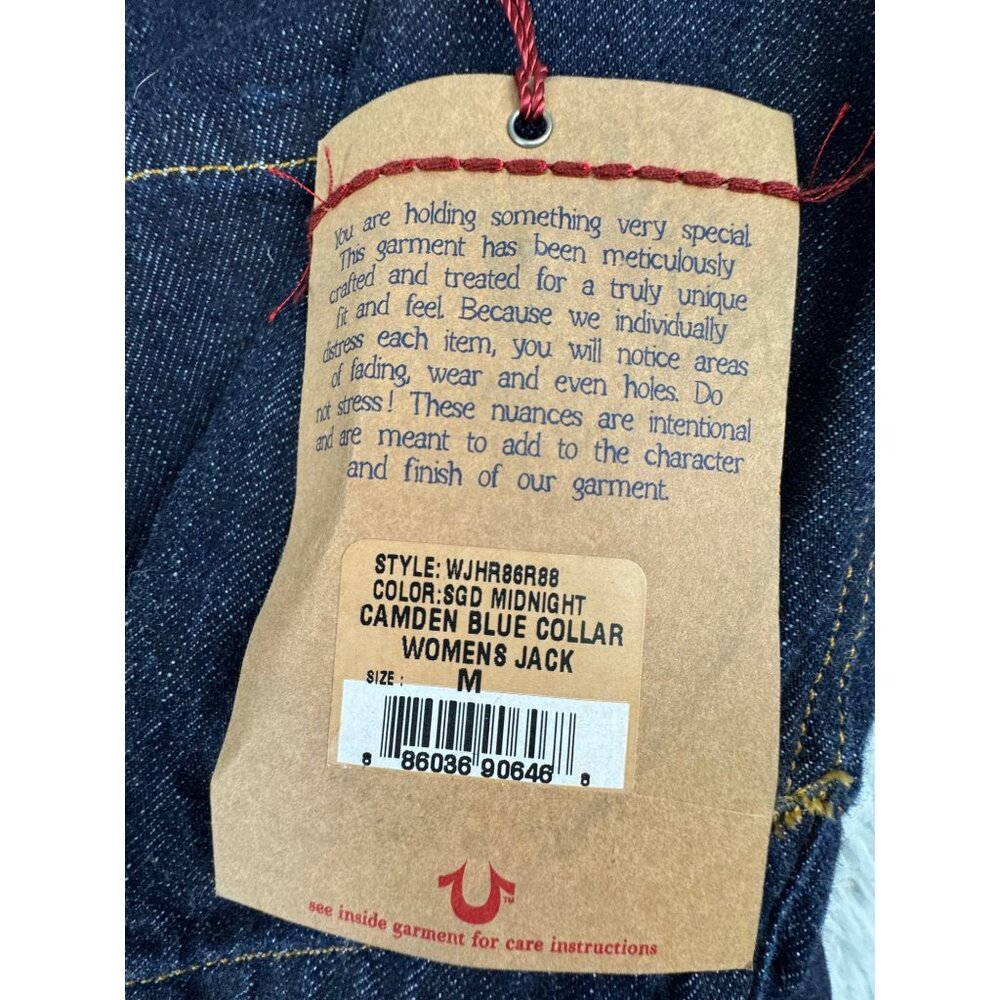 You are holding something very special.
This garment has been meticulously
crafted and treated for a truly unique
fit and feel. Because we individually
distress each item, you will notice areas
of fading, wear and even holes. Do
not stress! These nuances are intentional
and are meant to add to the character
and finish of our garment.
STYLE: WJHR86R88
COLOR:SGD MIDNIGHT
CAMDEN BLUE COLLAR
WOMENS JACK
SIZE : M
8 86036 90646 8
TM
see inside garment for care instructions